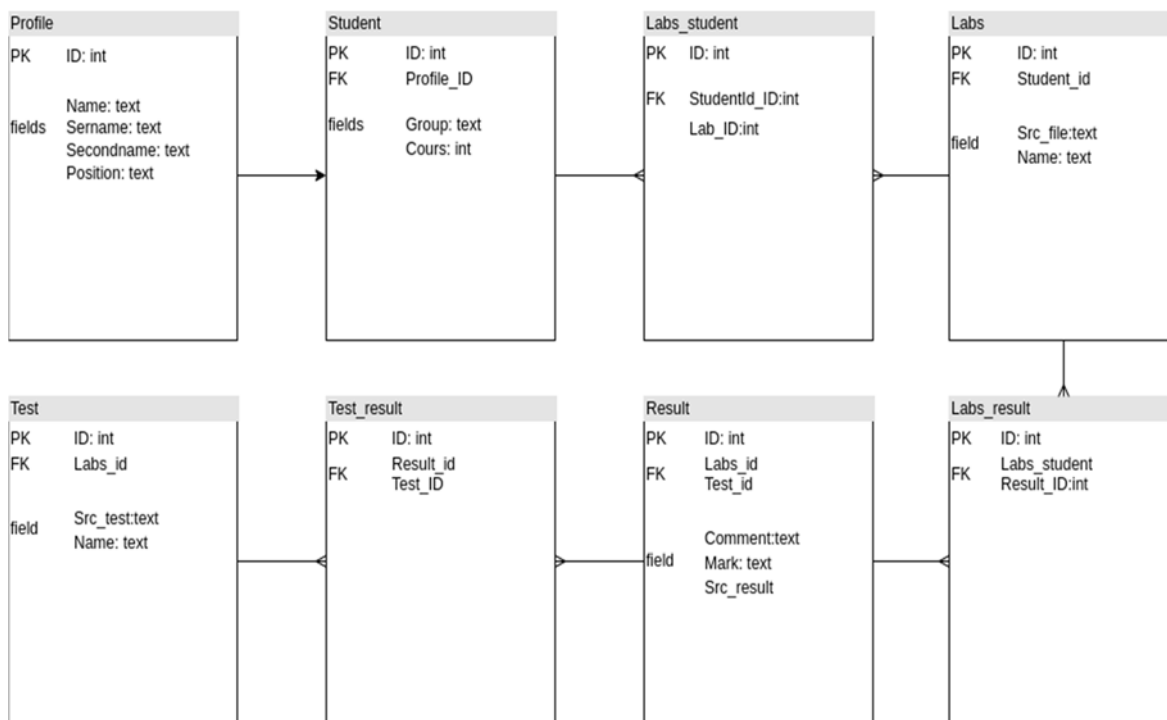 Profile
PK ID: int
Name: text
fields Sername: text
Secondname: text
Position: text
Student
PK ID: int
FK Profile_ID
fields Group: text
Cours: int
Labs_student
PK ID: int
FK StudentId_ID:int
Lab_ID:int
Labs
PK ID: int
FK Student_id
Src_file:text
field
Name: text
Test
PK ID: int
FK Labs_id
Src_test:text
field
Name: text
Test_result
PK ID: int
Result_id
FK
Test_ID
Result
PK ID: int
Labs_id
FK
Test_id
Comment:text
field Mark: text
Src_result
Labs_result
PK ID: int
Labs_student
FK
Result_ID:int